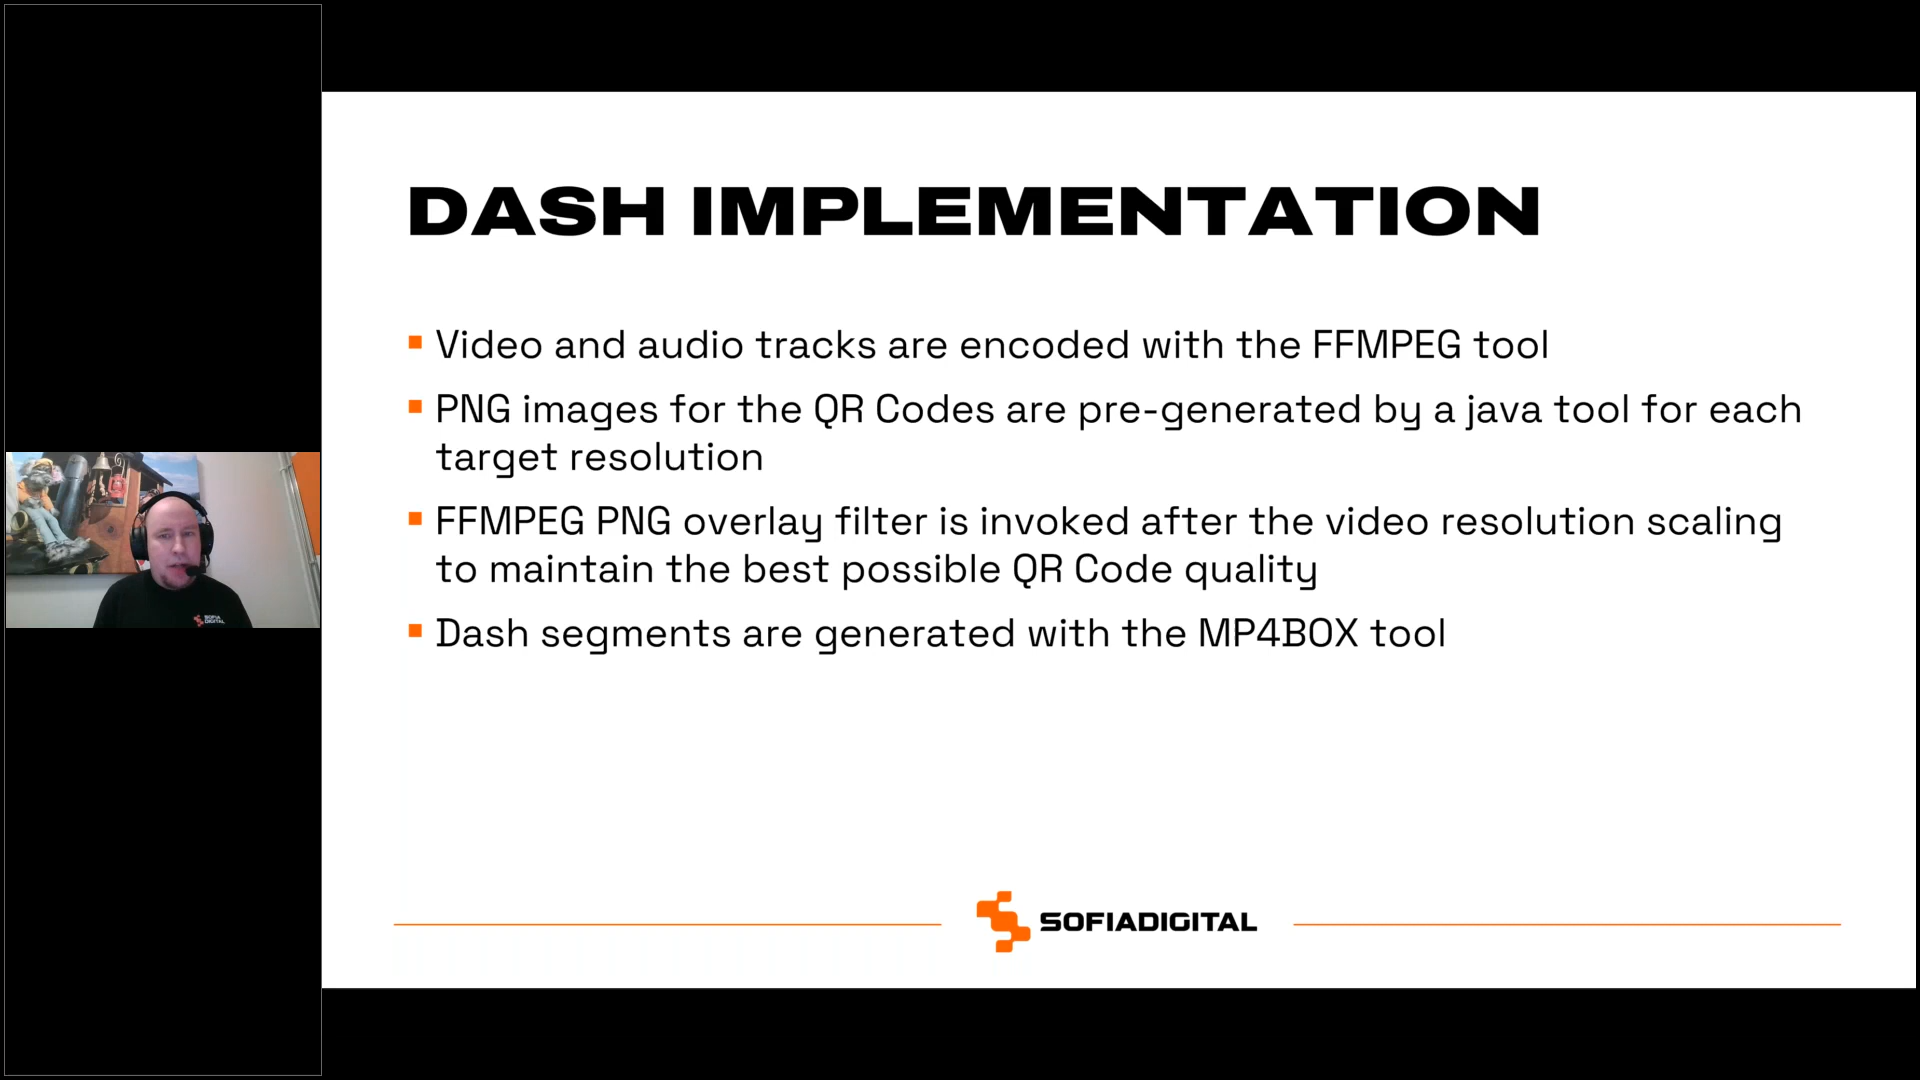 DASH IMPLEMENTATION
Video and audio tracks are encoded with the FFMPEG tool
PNG images for the QR Codes are pre-generated by a java tool for each
target resolution
FFMPEG PNG overlay filter is invoked after the video resolution scaling
to maintain the best possible QR Code quality
Dash segments are generated with the MP4BOX tool
SOFIADIGITAL
SOFIA
DIGITAL